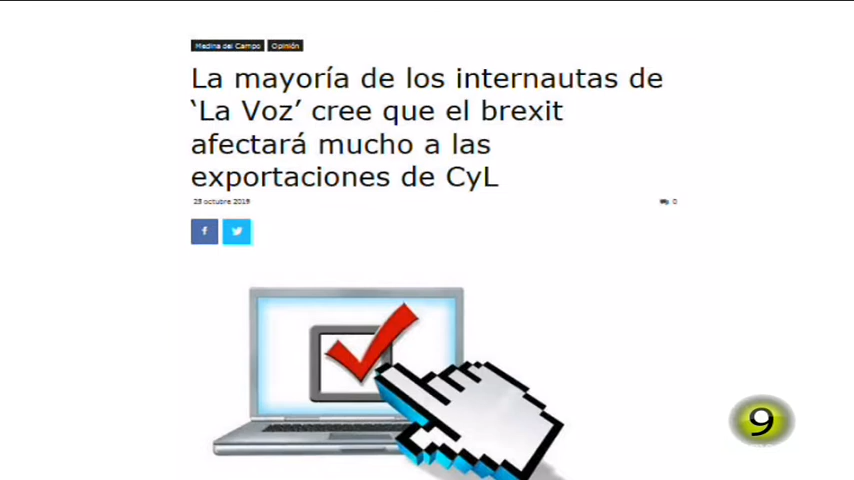 Medina del Campo Opinión
La mayoría de los internautas de
‘La Voz’ cree que el brexit
afectará mucho a las
exportaciones de CyL
23 octubre 2019
0
f
9